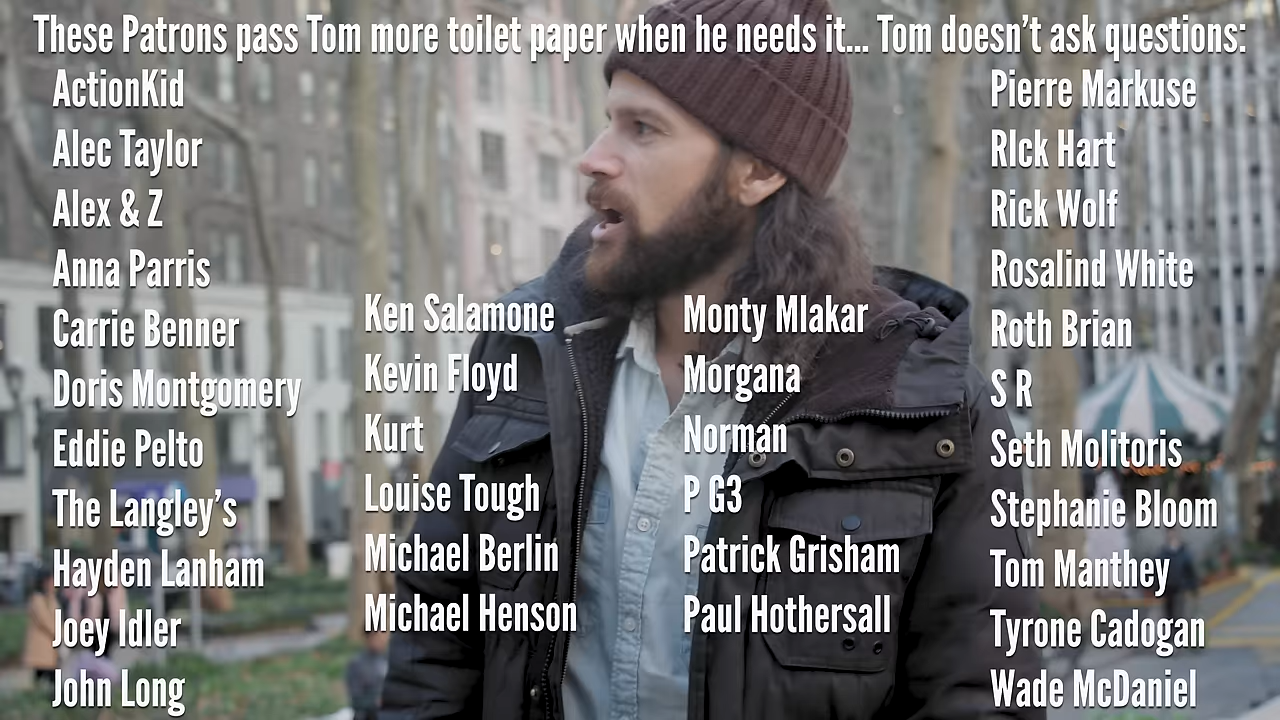 These Patrons pass Tom more toilet paper when he needs it... Tom doesn't ask questions:
ActionKid
Alec Taylor
Alex & Z
Anna Parris
Carrie Benner
Doris Montgomery
Eddie Pelto
The Langley's
Hayden Lanham
Joey Idler
John Long
Ken Salamone
Kevin Floyd
Kurt
Louise Tough
Michael Berlin
Michael Henson
Monty Mlakar
Morgana
Norman
P G3
Patrick Grisham
Paul Hothersall
Pierre Markuse
RIck Hart
Rick Wolf
Rosalind White
Roth Brian
S R
Seth Molitoris
Stephanie Bloom
Tom Manthey
Tyrone Cadogan
Wade McDaniel